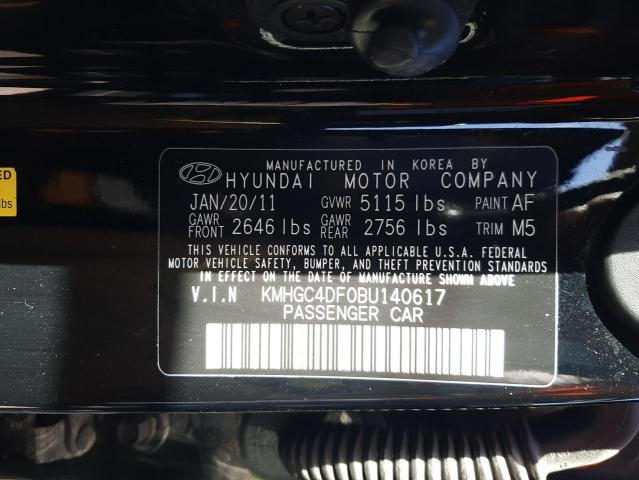 MANUFACTURED IN KOREA BY
HYUNDAI MOTOR COMPANY
JAN/20/11 GVWR 5115 lbs PAINT AF
GAWR FRONT 2646 lbs GAWR REAR 2756 lbs TRIM M5
THIS VEHICLE CONFORMS TO ALL APPLICABLE U.S.A. FEDERAL
MOTOR VEHICLE SAFETY, BUMPER, AND THEFT PREVENTION STANDARDS
IN EFFECT ON THE DATE OF MANUFACTURE SHOWN ABOVE
V.I.N KMHGC4DF0BU140617
PASSENGER CAR
lbs